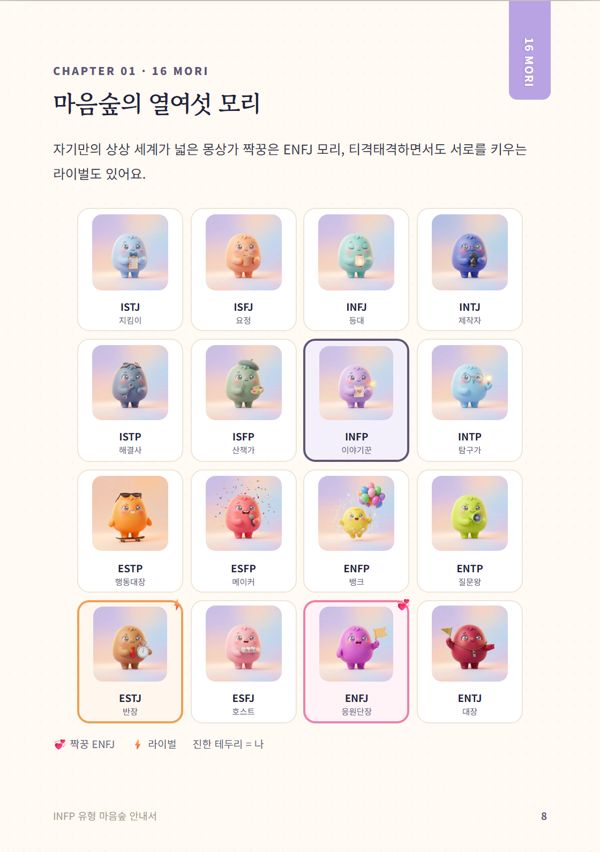 16 MORI
CHAPTER 01 · 16 MORI
마음숲의 열여섯 모리
자기만의 상상 세계가 넓은 몽상가 짝꿍은 ENFJ 모리, 티격태격하면서도 서로를 키우는
라이벌도 있어요.
ISTJ
지킴이
ISFJ
요정
INFJ
등대
INTJ
제작자
ISTP
해결사
ISFP
산책가
INFP
이야기꾼
INTP
탐구가
ESTP
행동대장
ESFP
메이커
ENFP
뱅크
ENTP
질문왕
ESTJ
반장
ESFJ
호스트
ENFJ
응원단장
ENTJ
대장
짝꿍 ENFJ 라이벌 진한 테두리 = 나
INFP 유형 마음숲 안내서
8